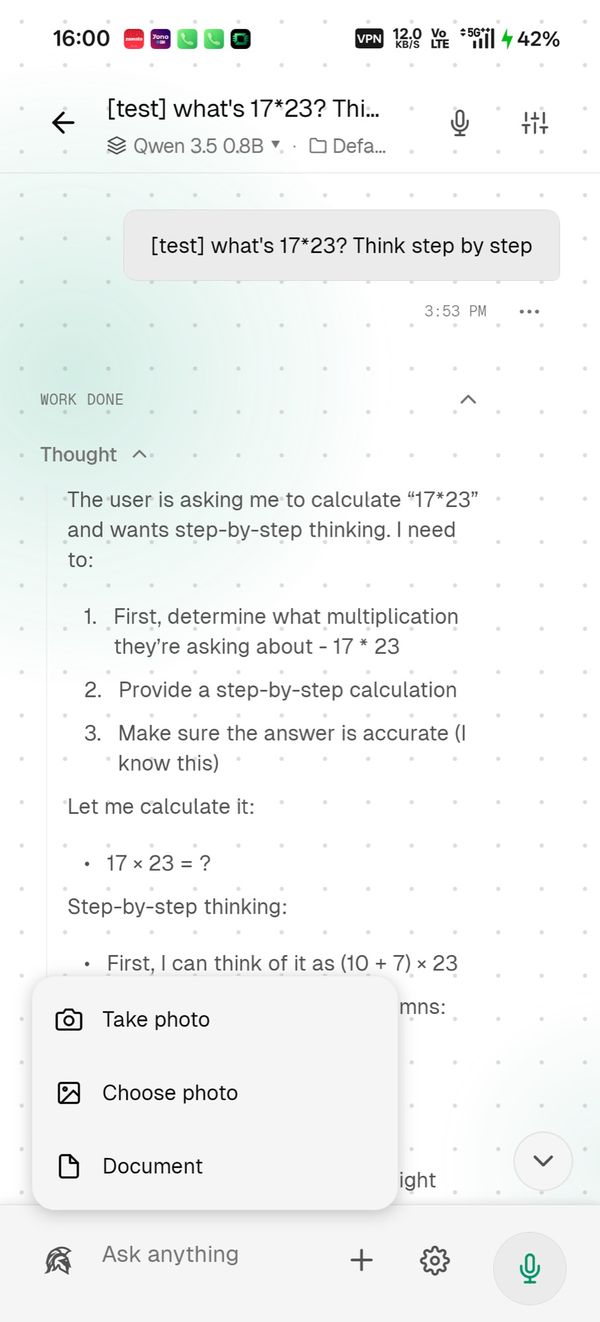 16:00
VPN 12.0 KB/S Vo LTE 5G 42%
[test] what's 17*23? Thi...
Qwen 3.5 0.8B · Defa...
[test] what's 17*23? Think step by step
3:53 PM
WORK DONE
Thought
The user is asking me to calculate “17*23”
and wants step-by-step thinking. I need
to:
1. First, determine what multiplication
they’re asking about - 17 * 23
2. Provide a step-by-step calculation
3. Make sure the answer is accurate (I
know this)
Let me calculate it:
• 17 × 23 = ?
Step-by-step thinking:
• First, I can think of it as (10 + 7) × 23
mns:
Take photo
Choose photo
Document
ight
Ask anything